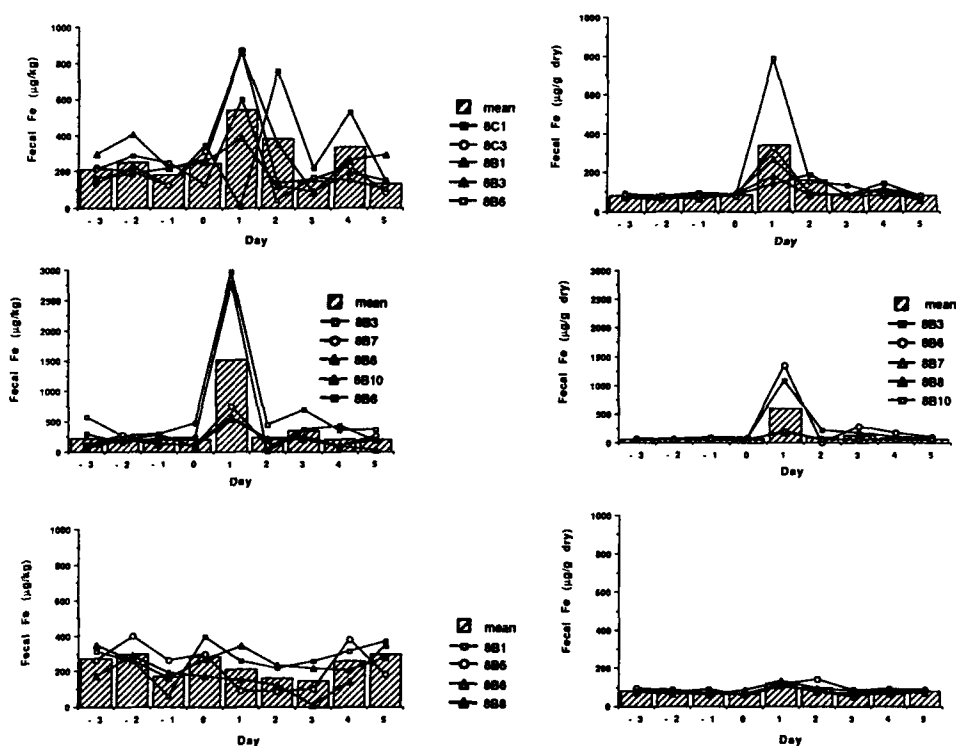 Fecal Fe (µg/kg)
1000
800
600
400
200
0
-3 -2 -1 0 1 2 3 4 5
Day
mean
8C1
8C3
8B1
8B3
8B6
Fecal Fe (µg/g dry)
1000
800
600
400
200
0
-3 -2 -1 0 1 2 3 4 5
Day
Fecal Fe (µg/kg)
3000
2500
2000
1500
1000
500
0
-3 -2 -1 0 1 2 3 4 5
Day
mean
8B3
8B7
8B8
8B10
8B6
Fecal Fe (µg/g dry)
3000
2000
1500
1000
500
0
-3 -2 -1 0 1 2 3 4 5
Day
mean
8B3
8B6
8B7
8B8
8B10
Fecal Fe (µg/kg)
1000
800
600
400
200
0
-3 -2 -1 0 1 2 3 4 5
Day
mean
8B1
8B5
8B6
8B8
Fecal Fe (µg/g dry)
1000
800
600
400
200
0
-3 -2 -1 0 1 2 3 4 5
Day